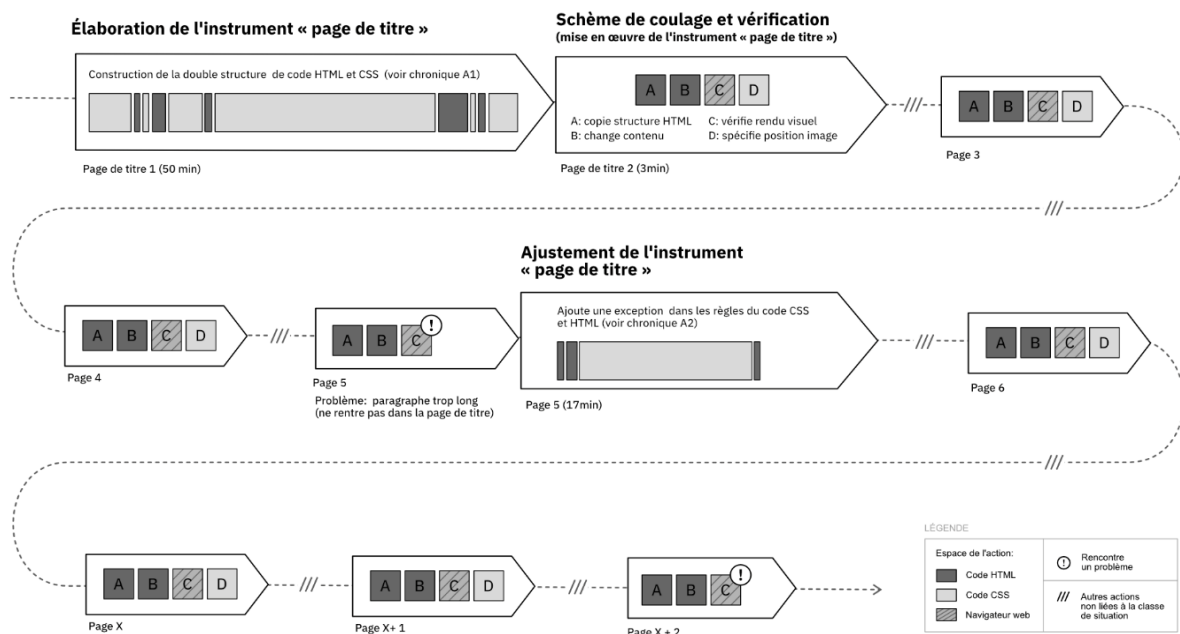 Élaboration de l'instrument « page de titre »
Construction de la double structure de code HTML et CSS (voir chronique A1)
Page de titre 1 (50 min)
Schème de coulage et vérification
(mise en œuvre de l'instrument « page de titre »)
A B C D
A: copie structure HTML
C: vérifie rendu visuel
B: change contenu
D: spécifie position image
Page de titre 2 (3min)
A B C D
Page 3
A B C D
Page 4
A B C !
Page 5
Problème: paragraphe trop long
(ne rentre pas dans la page de titre)
Ajustement de l'instrument
« page de titre »
Ajoute une exception dans les règles du code CSS
et HTML (voir chronique A2)
Page 5 (17min)
A B C D
Page 6
A B C D
Page X
A B C D
Page X+ 1
A B C !
Page X + 2
LÉGENDE
Espace de l'action:
Code HTML
Code CSS
Navigateur web
! Rencontre
un problème
/// Autres actions
non liées à la classe
de situation